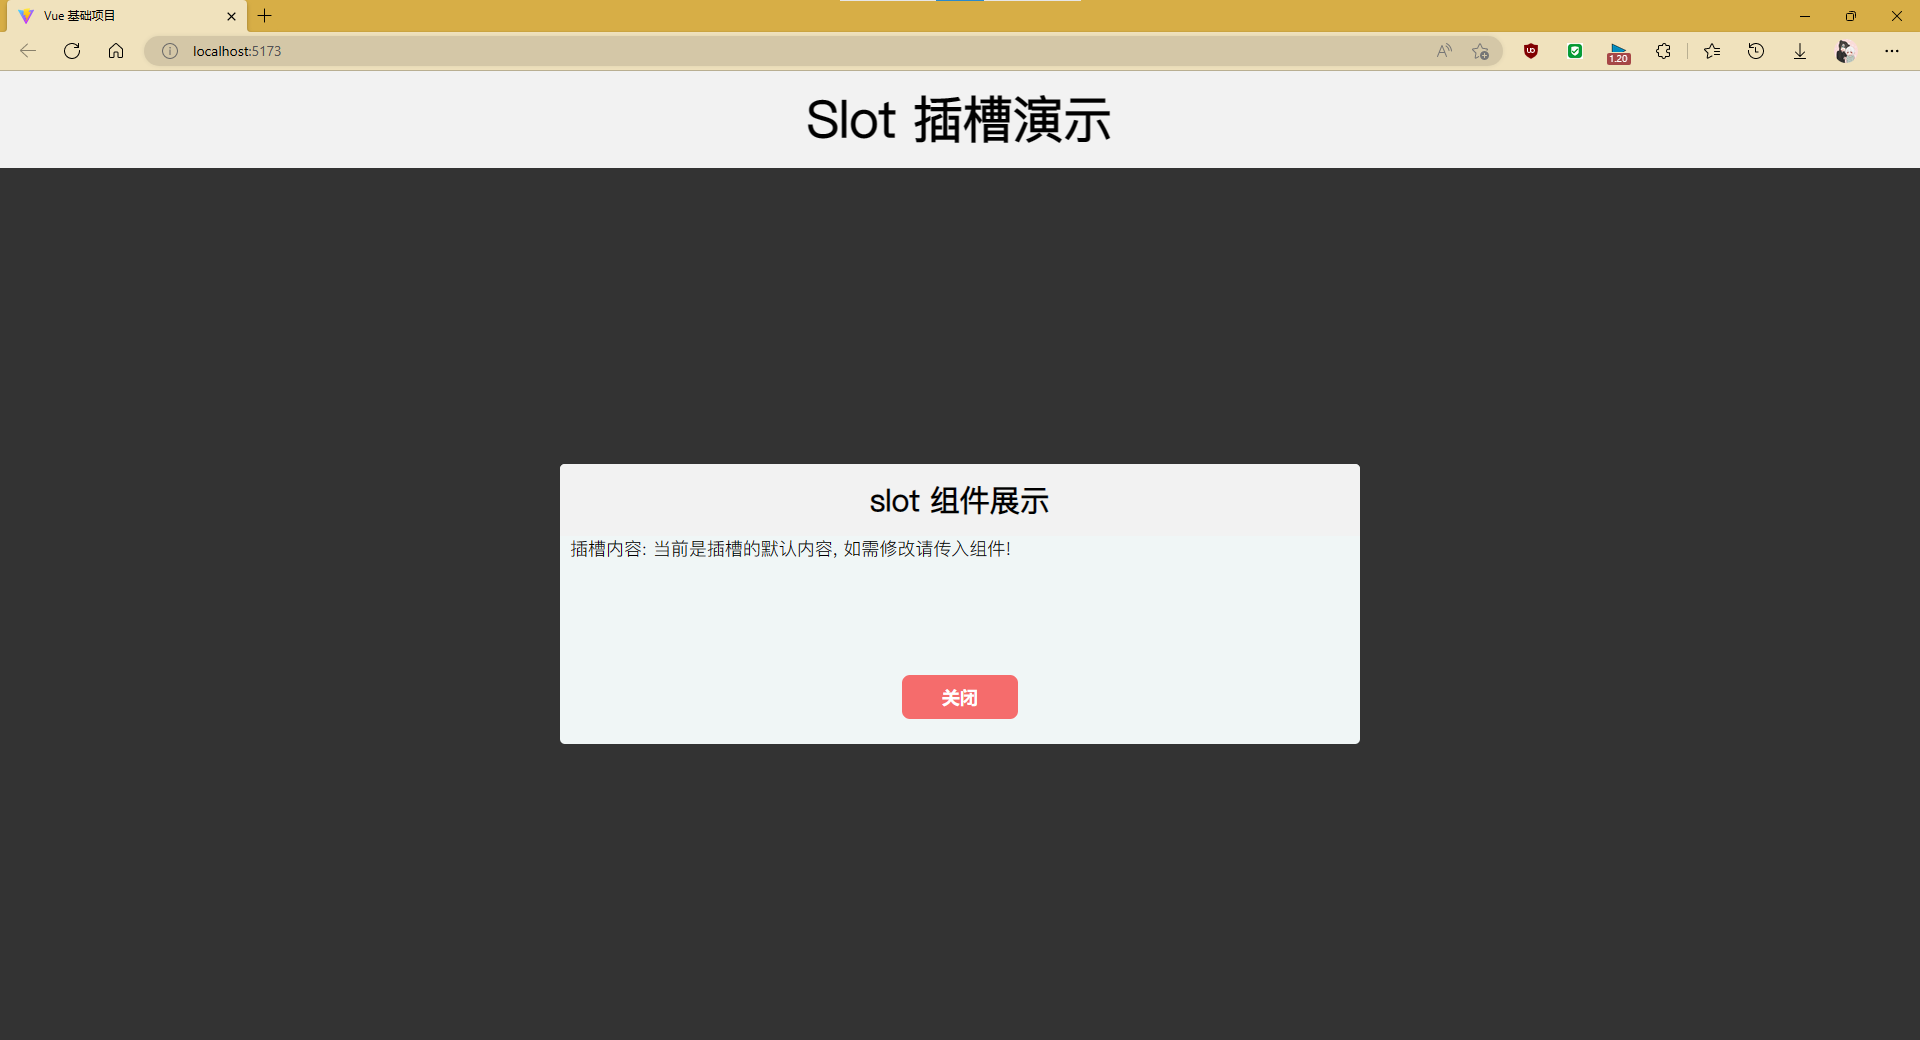 Vue 基础项目
localhost:5173
1.20
Slot 插槽演示
slot 组件展示
插槽内容: 当前是插槽的默认内容, 如需修改请传入组件!
关闭